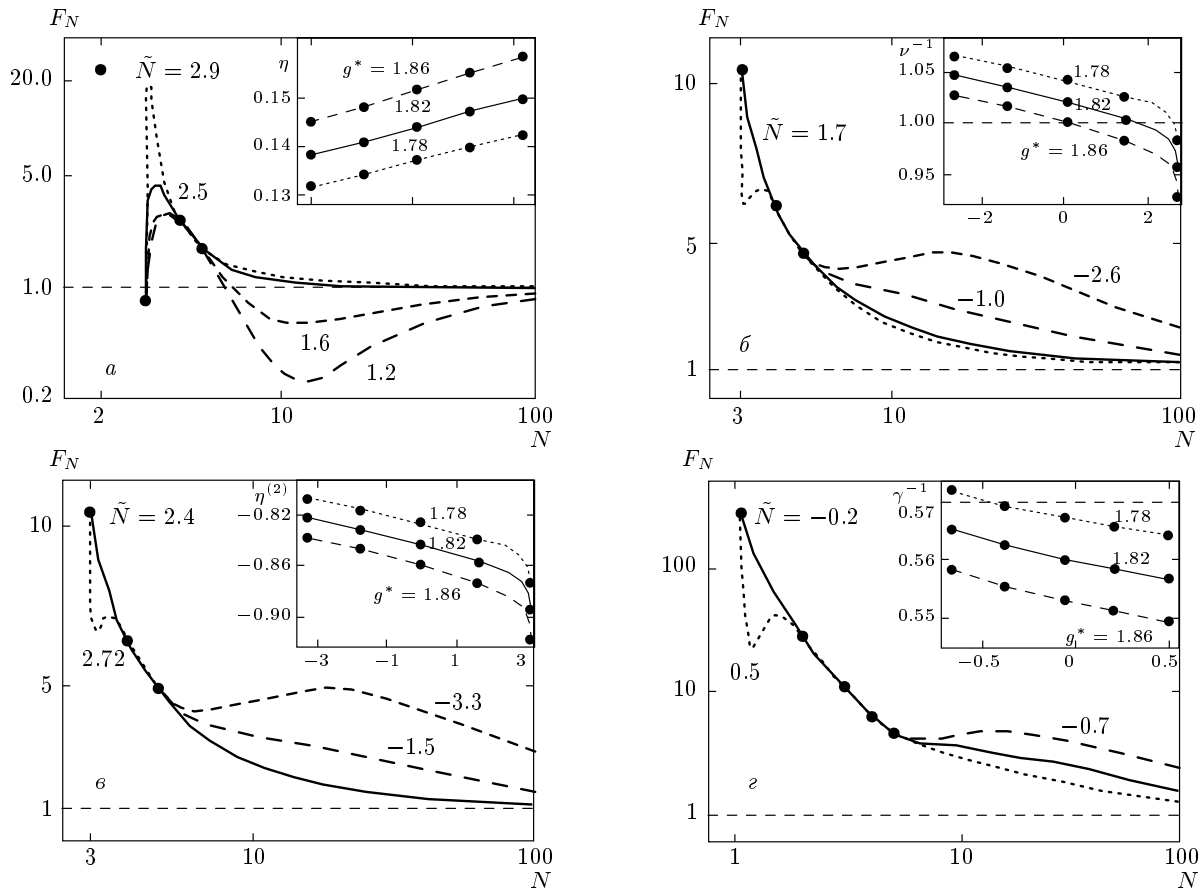 F_N
20.0
5.0
1.0
0.2
Ñ = 2.9
2.5
1.6
1.2
а
2
10
100
N
η
g* = 1.86
1.82
1.78
0.15
0.14
0.13
F_N
10
5
1
Ñ = 1.7
−2.6
−1.0
б
3
10
100
N
ν⁻¹
1.05
1.00
0.95
1.78
1.82
g* = 1.86
−2
0
2
F_N
10
5
1
Ñ = 2.4
2.72
−3.3
−1.5
в
3
10
100
N
η⁽²⁾
−0.82
−0.86
−0.90
1.78
1.82
g* = 1.86
−3
−1
1
3
F_N
100
10
1
Ñ = −0.2
0.5
−0.7
г
1
10
100
N
γ⁻¹
0.57
0.56
0.55
1.78
1.82
g* = 1.86
−0.5
0
0.5